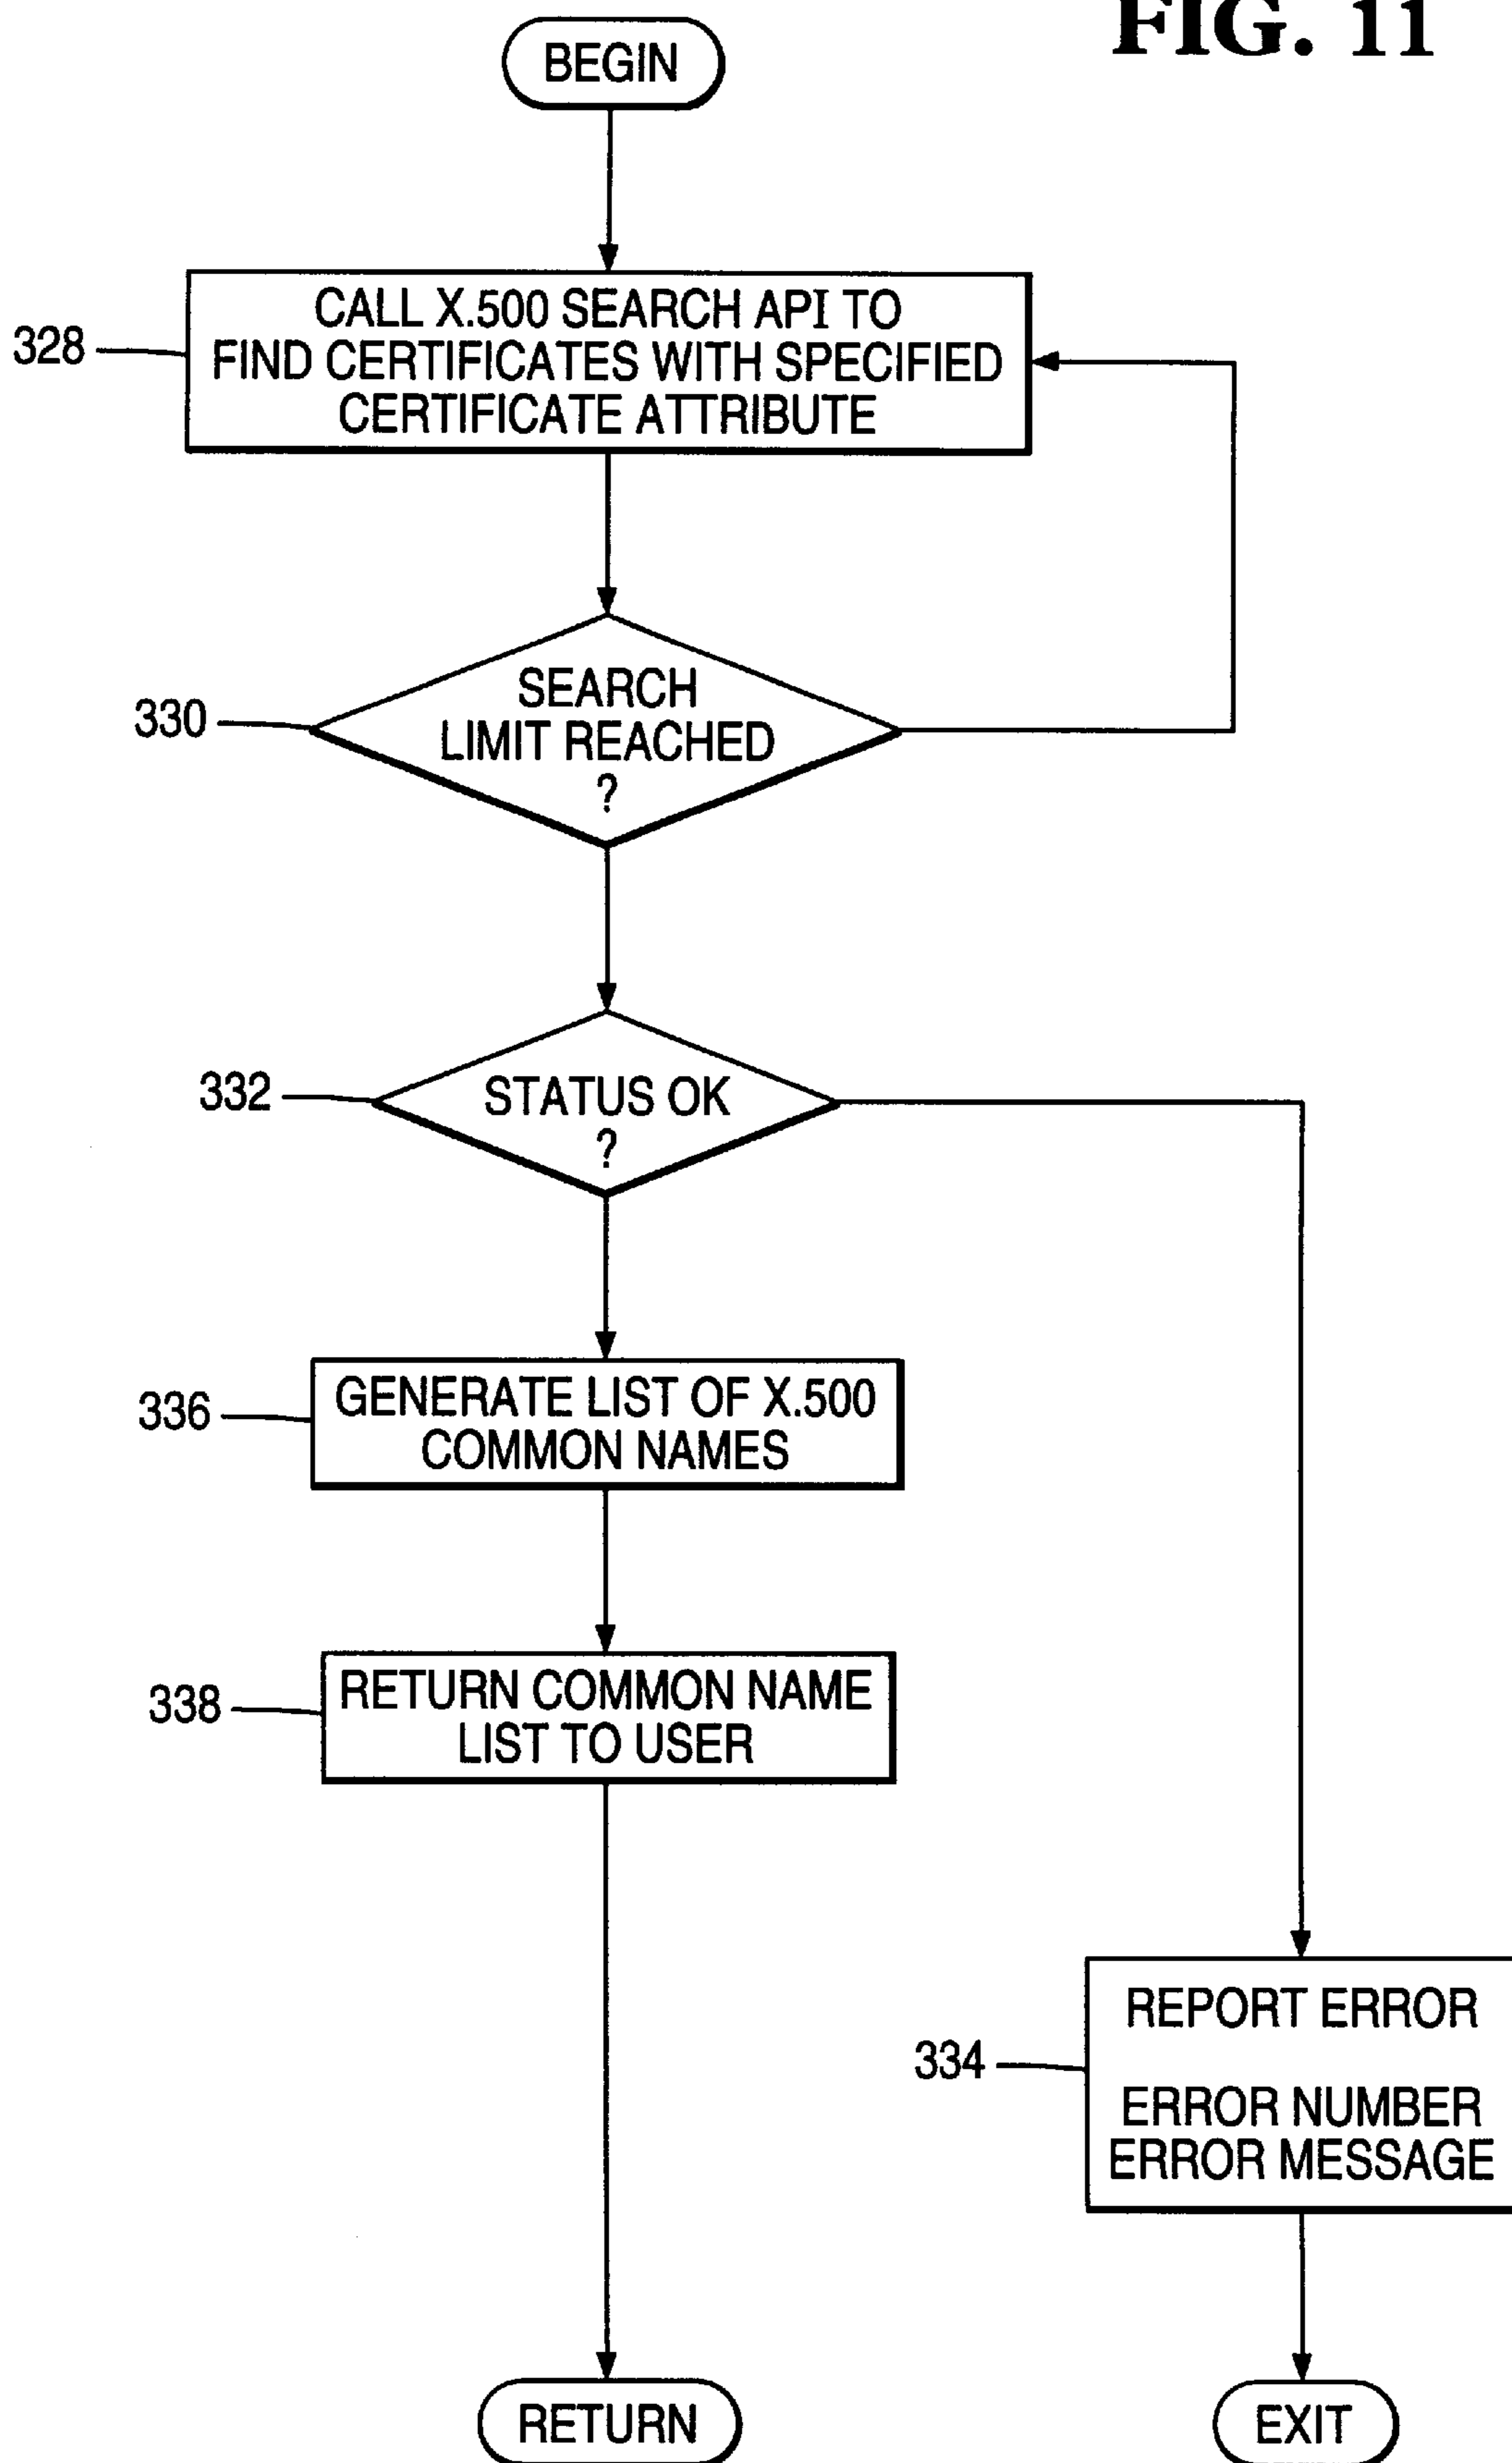 FIG. 11
BEGIN
328
CALL X.500 SEARCH API TO
FIND CERTIFICATES WITH SPECIFIED
CERTIFICATE ATTRIBUTE
330
SEARCH
LIMIT REACHED
?
332
STATUS OK
?
336
GENERATE LIST OF X.500
COMMON NAMES
338
RETURN COMMON NAME
LIST TO USER
334
REPORT ERROR
ERROR NUMBER
ERROR MESSAGE
RETURN
EXIT